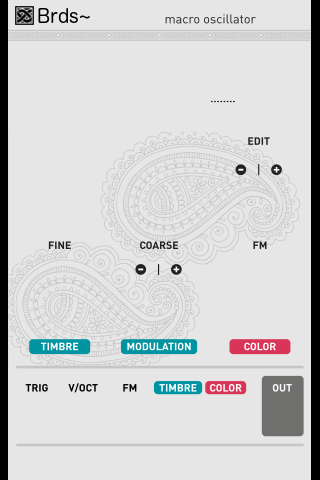 Brds~ macro oscillator
EDIT
FINE COARSE FM
TIMBRE MODULATION COLOR
TRIG V/OCT FM TIMBRE COLOR OUT